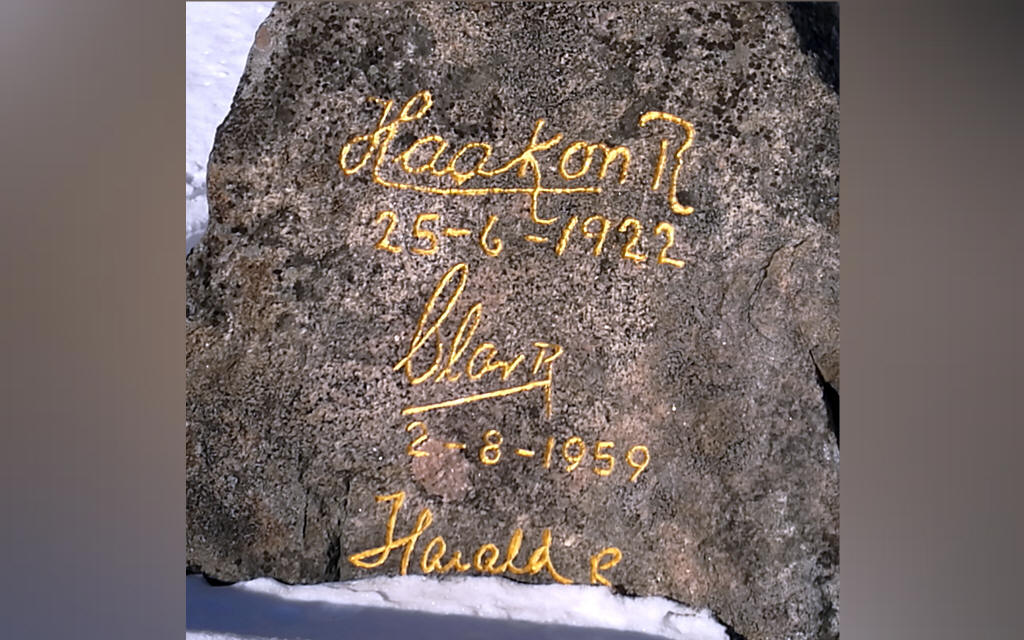 Haakon R
25-6-1922
Olav R
2-8-1959
Harald R